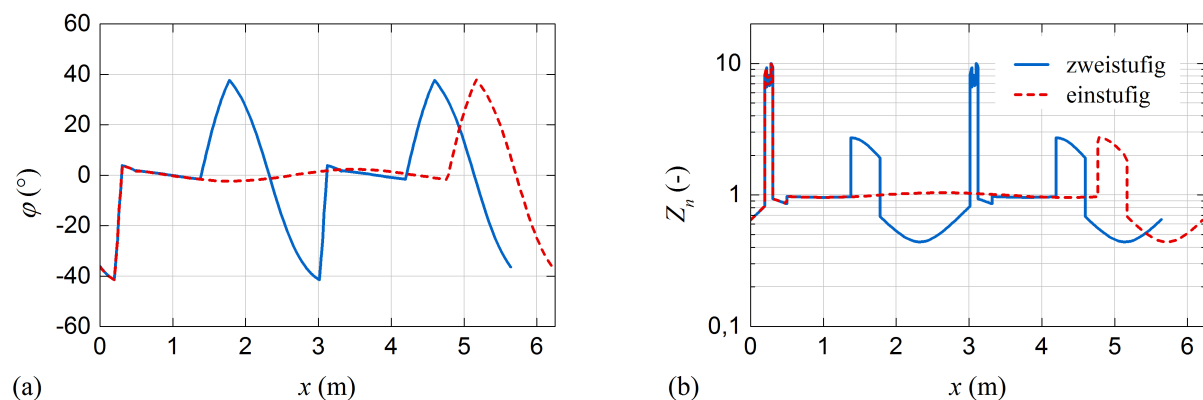 60
40
20
0
-20
-40
-60
φ (°)
0 1 2 3 4 5 6
(a) x (m)
10
1
0,1
Zn (-)
zweistufig
einstufig
0 1 2 3 4 5 6
(b) x (m)